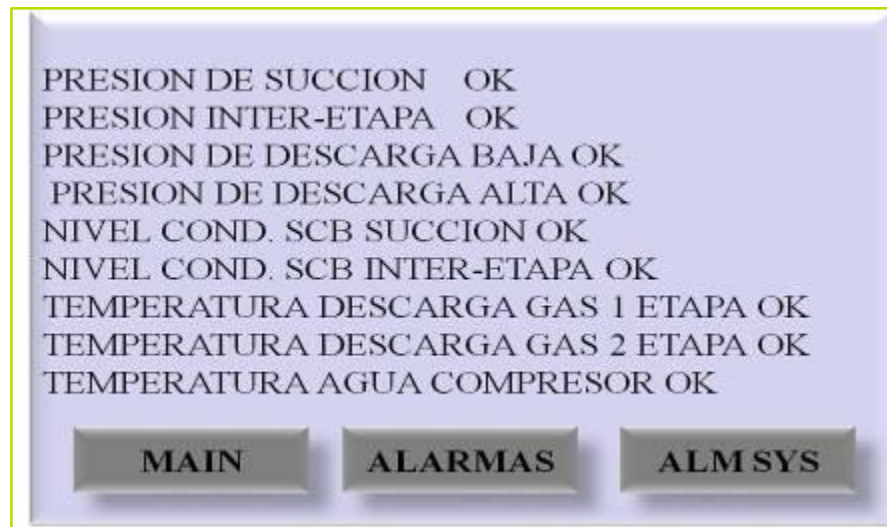 PRESION DE SUCCION OK
PRESION INTER-ETAPA OK
PRESION DE DESCARGA BAJA OK
PRESION DE DESCARGA ALTA OK
NIVEL COND. SCB SUCCION OK
NIVEL COND. SCB INTER-ETAPA OK
TEMPERATURA DESCARGA GAS 1 ETAPA OK
TEMPERATURA DESCARGA GAS 2 ETAPA OK
TEMPERATURA AGUA COMPRESOR OK
MAIN ALARMAS ALM SYS